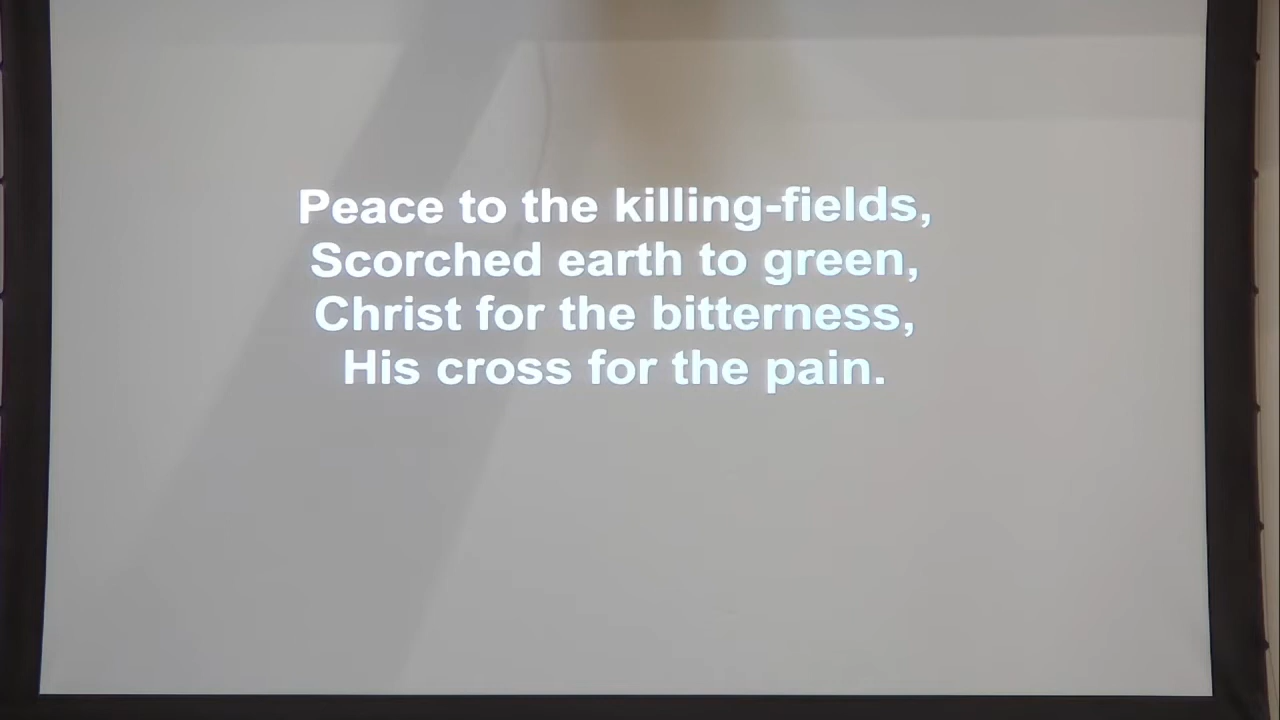 Peace to the killing-fields,
Scorched earth to green,
Christ for the bitterness,
His cross for the pain.